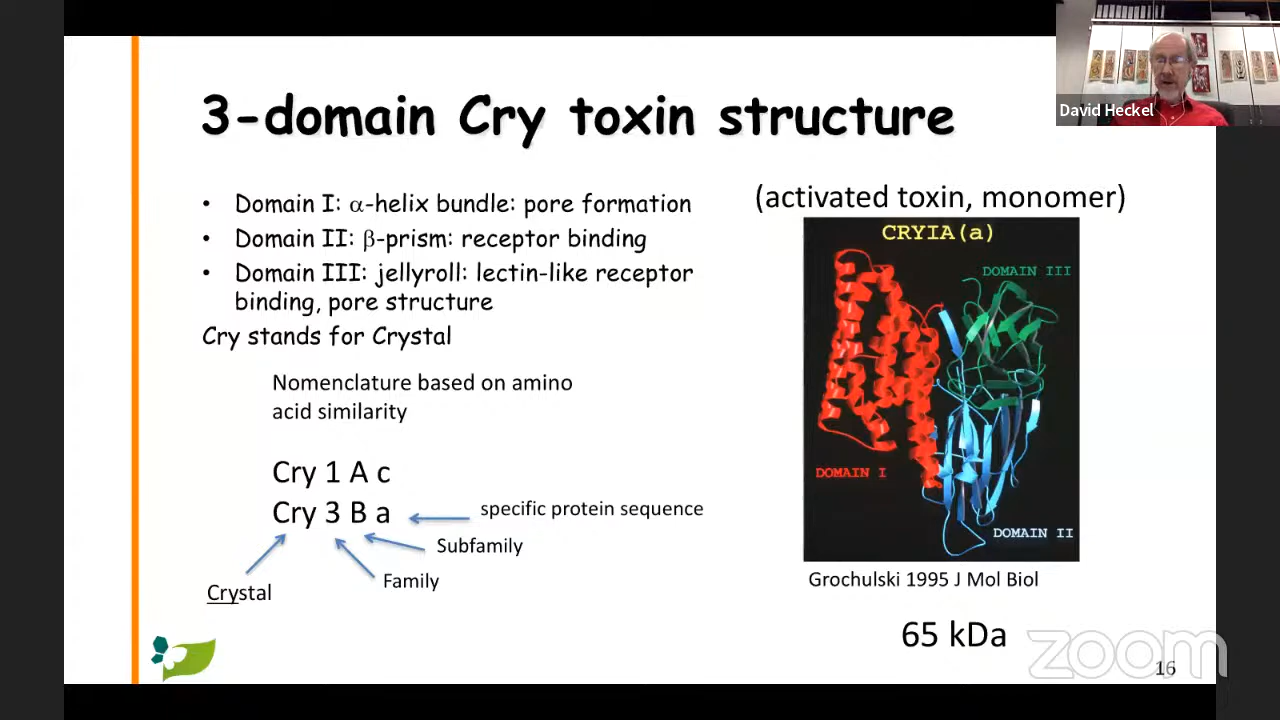 3-domain Cry toxin structure
David Heckel
• Domain I: α-helix bundle: pore formation
• Domain II: β-prism: receptor binding
• Domain III: jellyroll: lectin-like receptor
binding, pore structure
Cry stands for Crystal
Nomenclature based on amino
acid similarity
Cry 1 A c
Cry 3 B a
specific protein sequence
Subfamily
Family
Crystal
(activated toxin, monomer)
CRYIA(a)
DOMAIN III
DOMAIN I
DOMAIN II
Grochulski 1995 J Mol Biol
65 kDa
zoom
16